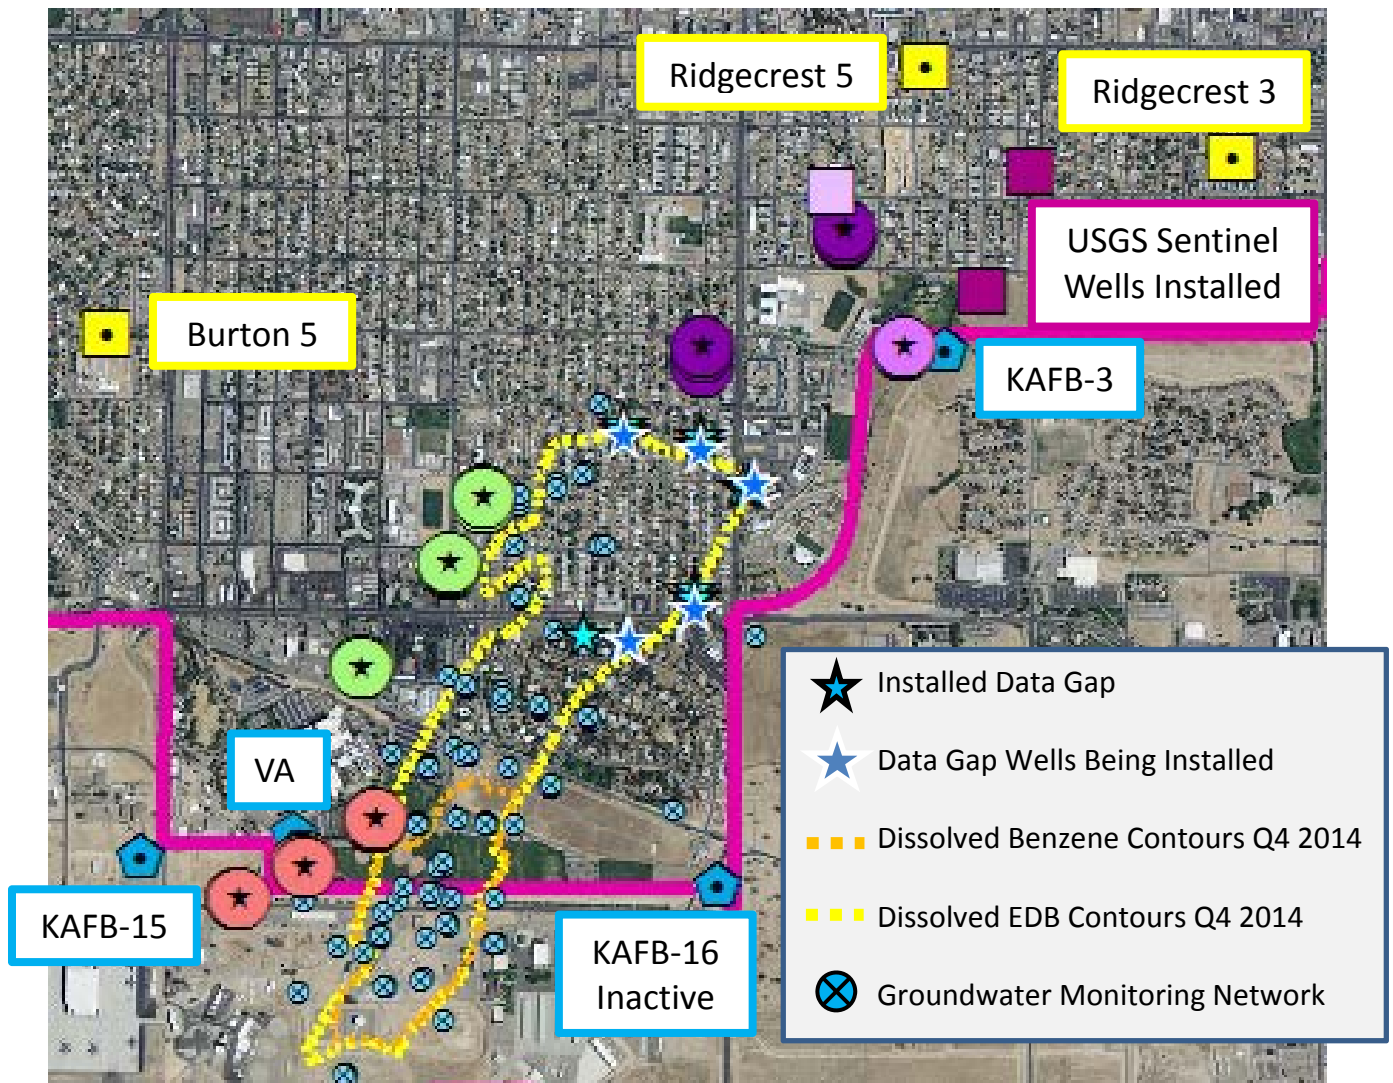 Ridgecrest 5
Ridgecrest 3
USGS Sentinel
Wells Installed
Burton 5
KAFB-3
VA
KAFB-15
KAFB-16
Inactive
Installed Data Gap
Data Gap Wells Being Installed
Dissolved Benzene Contours Q4 2014
Dissolved EDB Contours Q4 2014
Groundwater Monitoring Network